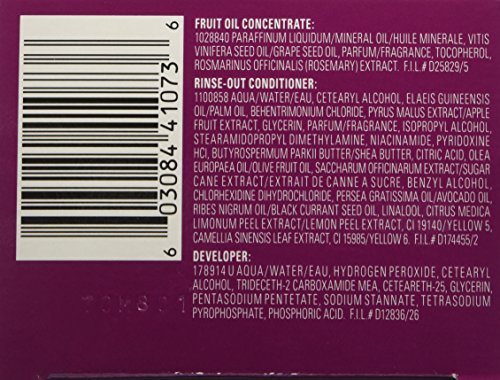 FRUIT OIL CONCENTRATE:
1028840 PARAFFINUM LIQUIDUM/MINERAL OIL/HUILE MINERALE, VITIS
VINIFERA SEED OIL/GRAPE SEED OIL, PARFUM/FRAGRANCE, TOCOPHEROL,
ROSMARINUS OFFICINALIS (ROSEMARY) EXTRACT. F.I.L.# D25829/5
RINSE-OUT CONDITIONER:
1100858 AQUA/WATER/EAU, CETEARYL ALCOHOL, ELAEIS GUINEENSIS
OIL/PALM OIL, BEHENTRIMONIUM CHLORIDE, PYRUS MALUS EXTRACT/APPLE
FRUIT EXTRACT, GLYCERIN, PARFUM/FRAGRANCE, ISOPROPYL ALCOHOL,
STEARAMIDOPROPYL DIMETHYLAMINE, NIACINAMIDE, PYRIDOXINE
HCl, BUTYROSPERMUM PARKII BUTTER/SHEA BUTTER, CITRIC ACID, OLEA
EUROPAEA OIL/OLIVE FRUIT OIL, SACCHARUM OFFICINARUM EXTRACT/SUGAR
CANE EXTRACT/EXTRAIT DE CANNE A SUCRE, BENZYL ALCOHOL,
CHLORHEXIDINE DIHYDROCHLORIDE, PERSEA GRATISSIMA OIL/AVOCADO OIL,
RIBES NIGRUM OIL/BLACK CURRANT SEED OIL, LINALOOL, CITRUS MEDICA
LIMONUM PEEL EXTRACT/LEMON PEEL EXTRACT, CI 19140/YELLOW 5,
CAMELLIA SINENSIS LEAF EXTRACT, CI 15985/YELLOW 6. F.I.L.# D174455/2
DEVELOPER:
178914 U AQUA/WATER/EAU, HYDROGEN PEROXIDE, CETEARYL
ALCOHOL, TRIDECETH-2 CARBOXAMIDE MEA, CETEARETH-25, GLYCERIN,
PENTASODIUM PENTETATE, SODIUM STANNATE, TETRASODIUM
PYROPHOSPHATE, PHOSPHORIC ACID. F.I.L.# D12836/26
6 03084 41073 6